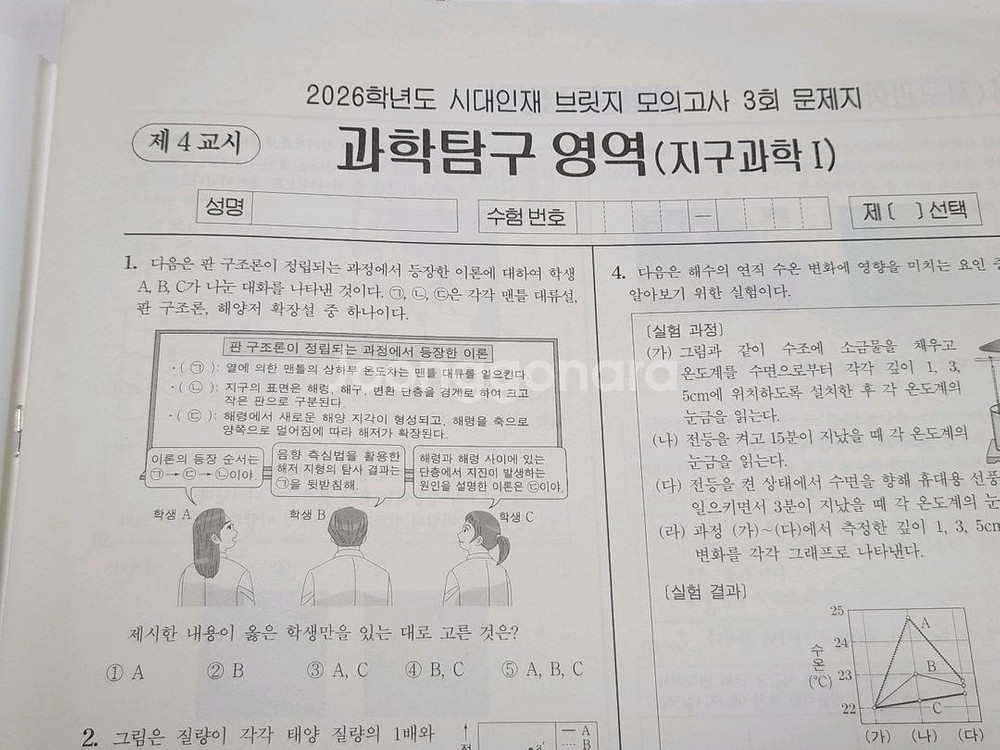 2026학년도 시대인재 브릿지 모의고사 3회 문제지
제 4 교시
과학탐구 영역(지구과학 I)
성명
수험 번호
제 [ ] 선택
1. 다음은 판 구조론이 정립되는 과정에서 등장한 이론에 대하여 학생
A, B, C가 나눈 대화를 나타낸 것이다. ㉠, ㉡, ㉢은 각각 맨틀 대류설,
판 구조론, 해양저 확장설 중 하나이다.
판 구조론이 정립되는 과정에서 등장한 이론
· ( ㉠ ): 열에 의한 맨틀의 상하부 온도차는 맨틀 대류를 일으킨다.
· ( ㉡ ): 지구의 표면은 해령, 해구, 변환 단층을 경계로 하여 크고
작은 판으로 구분된다.
· ( ㉢ ): 해령에서 새로운 해양 지각이 형성되고, 해령을 축으로
양쪽으로 멀어짐에 따라 해저가 확장된다.
이론의 등장 순서는
㉠→㉢→㉡이야.
음향 측심법을 활용한
해저 지형의 탐사 결과는
㉠을 뒷받침해.
해령과 해령 사이에 있는
단층에서 지진이 발생하는
원인을 설명한 이론은 ㉢이야.
학생 A
학생 B
학생 C
제시한 내용이 옳은 학생만을 있는 대로 고른 것은?
① A ② B ③ A, C ④ B, C ⑤ A, B, C
2. 그림은 질량이 각각 태양 질량의 1배와
a'
A
B
4. 다음은 해수의 연직 수온 변화에 영향을 미치는 요인
알아보기 위한 실험이다.
[실험 과정]
(가) 그림과 같이 수조에 소금물을 채우고
온도계를 수면으로부터 각각 깊이 1, 3,
5cm에 위치하도록 설치한 후 각 온도계의
눈금을 읽는다.
(나) 전등을 켜고 15분이 지났을 때 각 온도계의
눈금을 읽는다.
(다) 전등을 켠 상태에서 수면을 향해 휴대용 선풍
일으키면서 3분이 지났을 때 각 온도계의 눈
(라) 과정 (가)~(다)에서 측정한 깊이 1, 3, 5cm
변화를 각각 그래프로 나타낸다.
[실험 결과]
수온(℃)
25
24
23
22
A
B
C
(가) (나) (다)